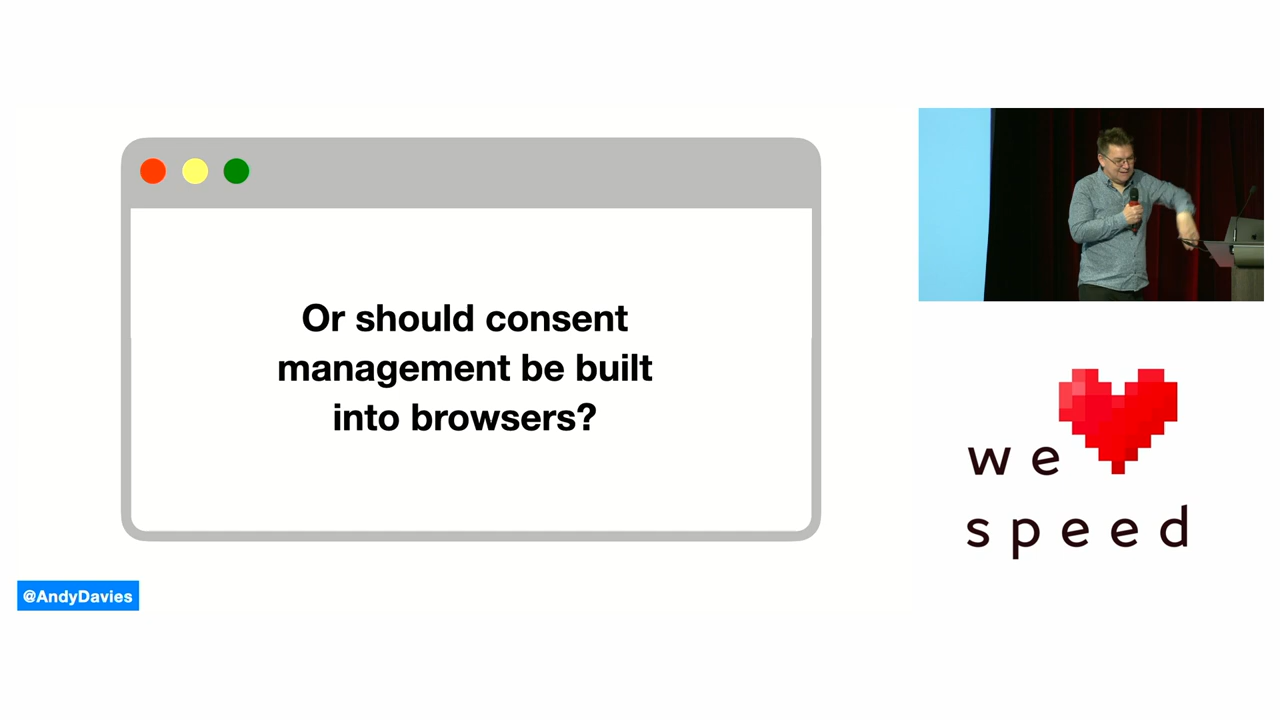 Or should consent
management be built
into browsers?
@AndyDavies
we
speed